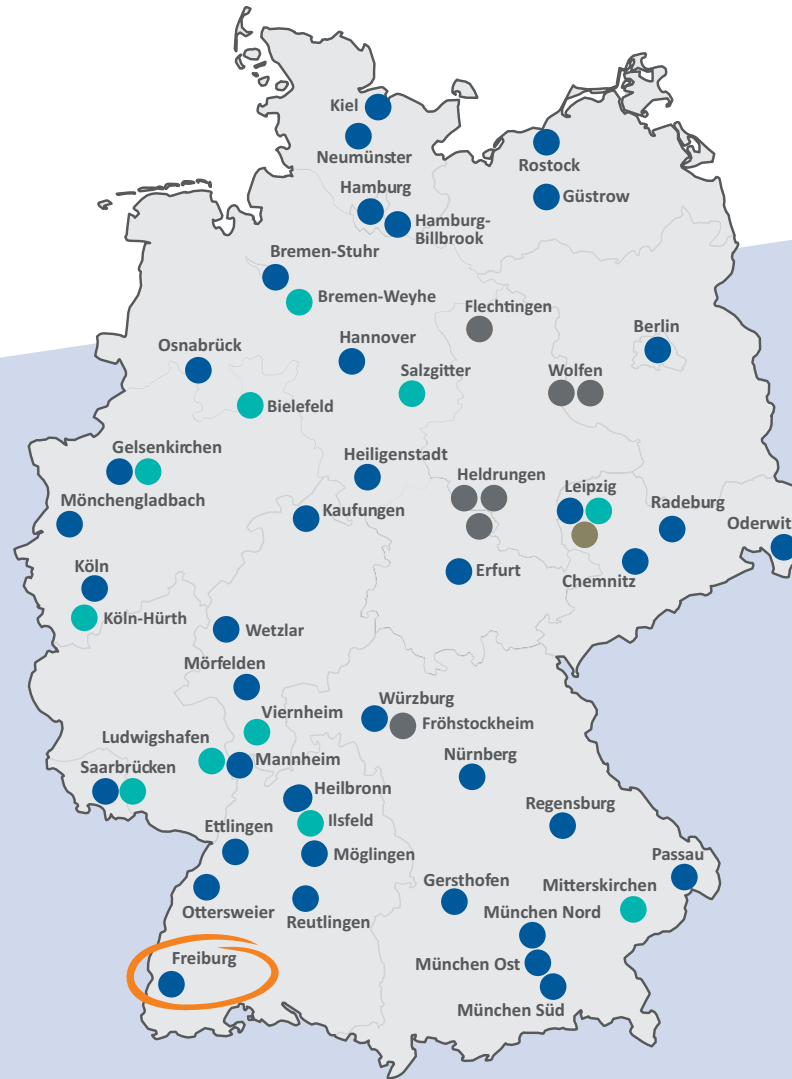 Kiel
Neumünster
Rostock
Güstrow
Hamburg
Hamburg-
Billbrook
Bremen-Stuhr
Bremen-Weyhe
Flechtingen
Berlin
Hannover
Osnabrück
Salzgitter
Wolfen
Bielefeld
Gelsenkirchen
Heiligenstadt
Heldrungen
Leipzig
Mönchengladbach
Kaufungen
Radeburg
Oderwit
Köln
Erfurt
Chemnitz
Köln-Hürth
Wetzlar
Mörfelden
Würzburg
Viernheim
Fröhstockheim
Ludwigshafen
Nürnberg
Saarbrücken
Mannheim
Heilbronn
Regensburg
Ilsfeld
Ettlingen
Möglingen
Passau
Gersthofen
Mitterskirchen
Ottersweier
Reutlingen
München Nord
Freiburg
München Ost
München Süd